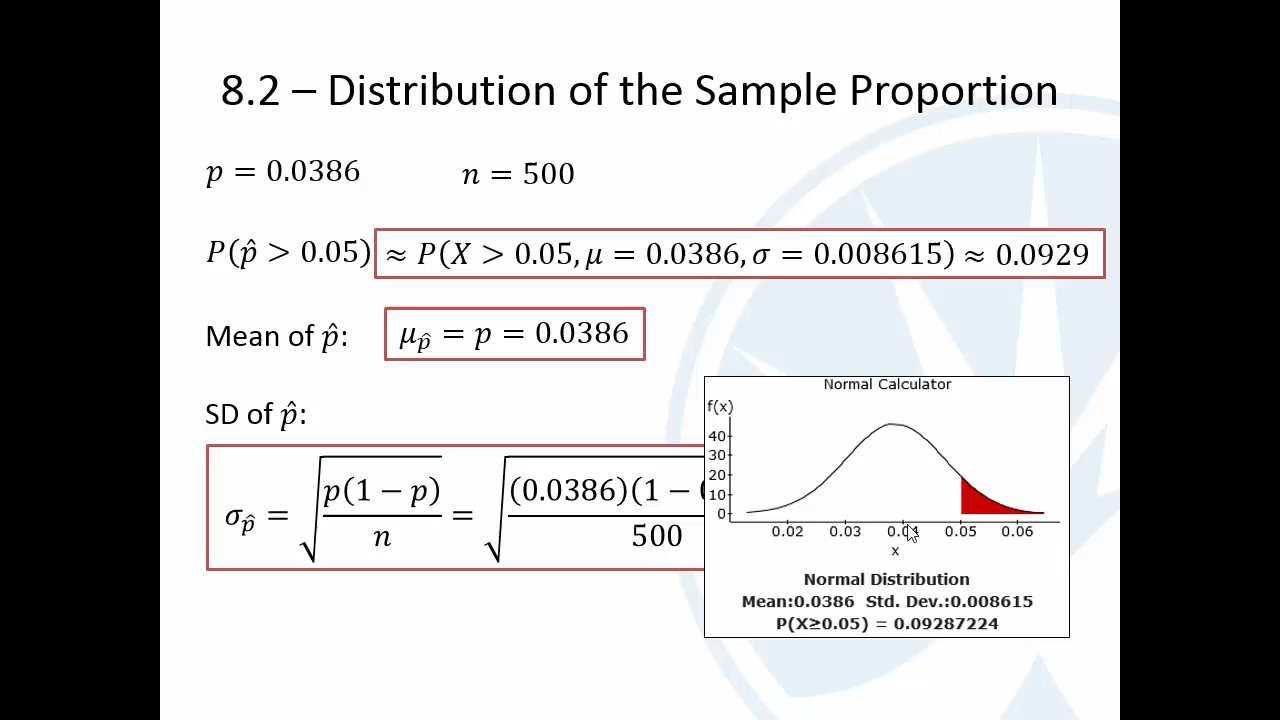 8.2 – Distribution of the Sample Proportion
p = 0.0386 n = 500
P(p̂ > 0.05) ≈ P(X > 0.05, μ = 0.0386, σ = 0.008615) ≈ 0.0929
Mean of p̂: μ_p̂ = p = 0.0386
SD of p̂:
σ_p̂ = √(p(1 − p)/n) = √((0.0386)(1 − 0/500
Normal Calculator
f(x)
40
30
20
10
0
0.02 0.03 0.04 0.05 0.06
x
Normal Distribution
Mean:0.0386 Std. Dev.:0.008615
P(X≥0.05) = 0.09287224